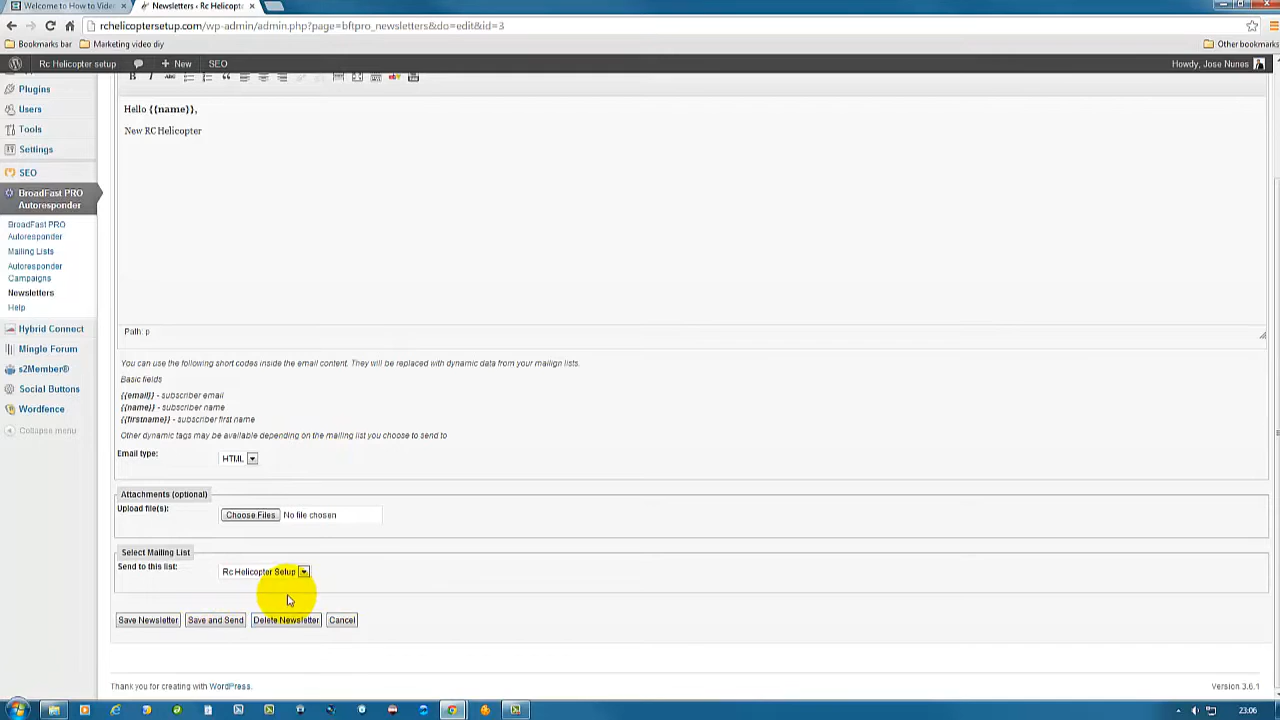 Welcome to How to Video
Newsletters ‹ Rc Helicopt
rchelicoptersetup.com/wp-admin/admin.php?page=bftpro_newsletters&do=edit&id=3
Bookmarks bar
Marketing video diy
Other bookmarks
Rc Helicopter setup
+ New
SEO
Howdy, Jose Nunes
Plugins
Users
Tools
Settings
SEO
BroadFast PRO
Autoresponder
BroadFast PRO
Autoresponder
Mailing Lists
Autoresponder
Campaigns
Newsletters
Help
Hybrid Connect
Mingle Forum
s2Member®
Social Buttons
Wordfence
Collapse menu
B I ABC
Hello {{name}},
New RC Helicopter
Path: p
You can use the following short codes inside the email content. They will be replaced with dynamic data from your mailign lists.
Basic fields
{{email}} - subscriber email
{{name}} - subscriber name
{{firstname}} - subscriber first name
Other dynamic tags may be available depending on the mailing list you choose to send to
Email type:
HTML
Attachments (optional)
Upload file(s):
Choose Files No file chosen
Select Mailing List
Send to this list:
Rc Helicopter Setup
Save Newsletter Save and Send Delete Newsletter Cancel
Thank you for creating with WordPress.
Version 3.6.1
23:06